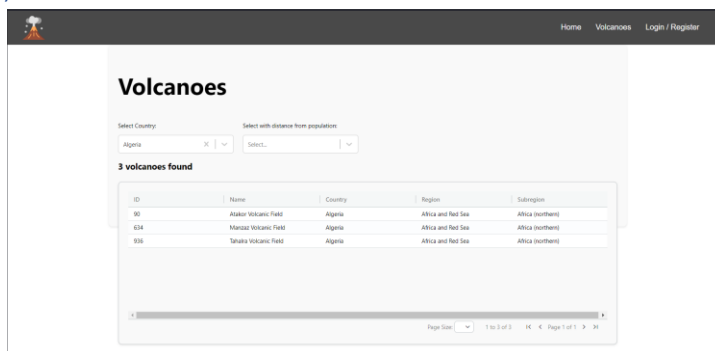 Home Volcanoes Login / Register
Volcanoes
Select Country: Select with distance from population:
Algeria Select...
3 volcanoes found
ID Name Country Region Subregion
90 Atakor Volcanic Field Algeria Africa and Red Sea Africa (northern)
634 Manzaz Volcanic Field Algeria Africa and Red Sea Africa (northern)
936 Tahalra Volcanic Field Algeria Africa and Red Sea Africa (northern)
Page Size: 1 to 3 of 3 Page 1 of 1